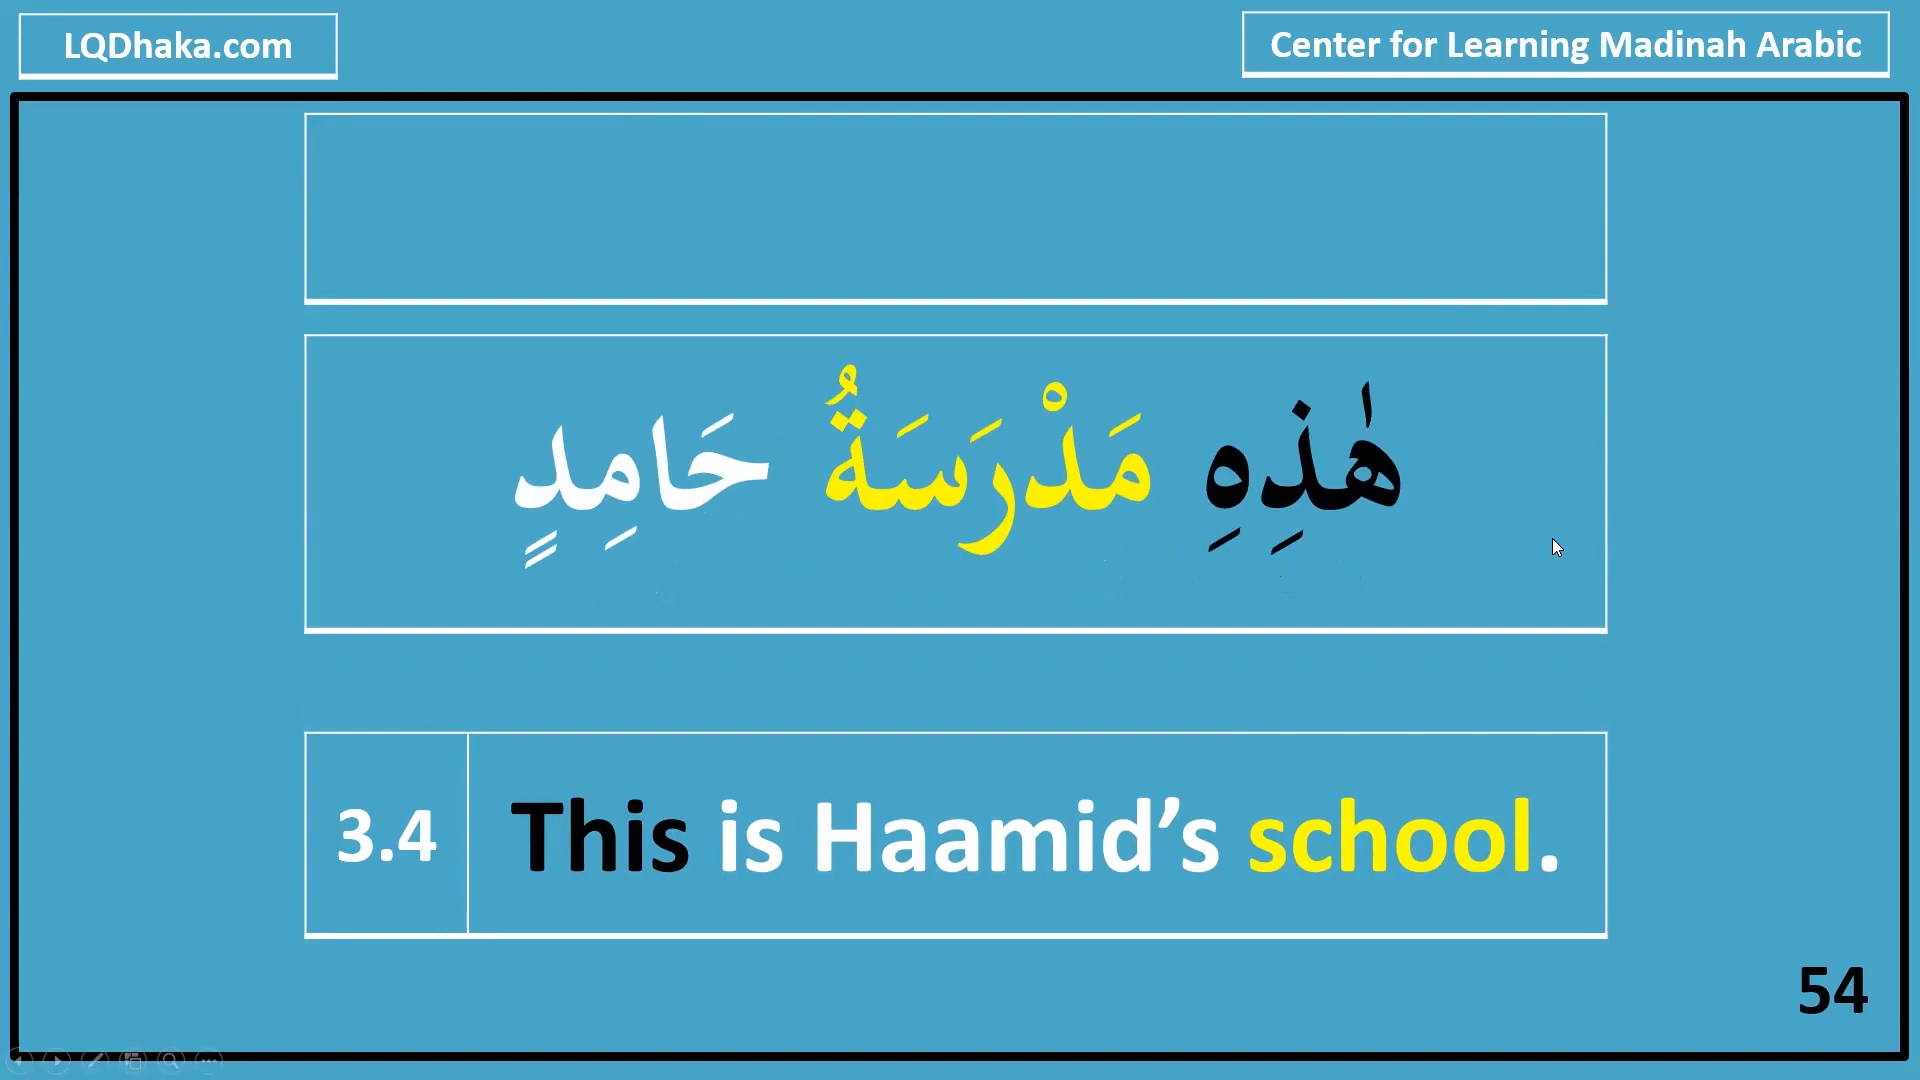 LQDhaka.com
Center for Learning Madinah Arabic
هٰذِهِ مَدْرَسَةُ حَامِدٍ
3.4
This is Haamid’s school.
54